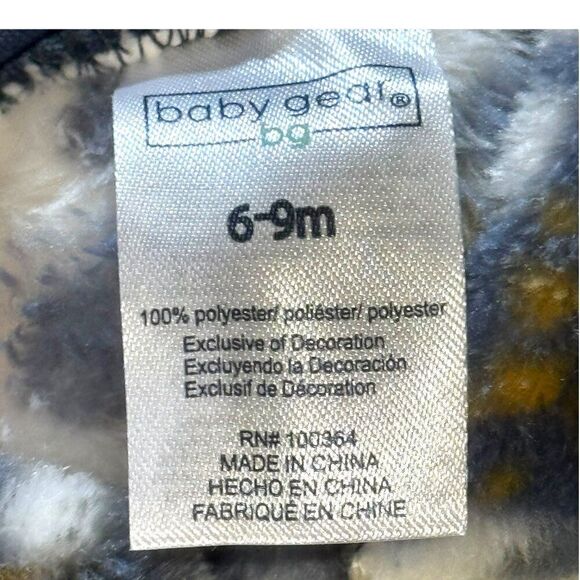 baby gear®
bg
6-9m
100% polyester/ poliéster/ polyester
Exclusive of Decoration
Excluyendo la Decoración
Exclusif de Décoration
RN# 100364
MADE IN CHINA
HECHO EN CHINA
FABRIQUÉ EN CHINE